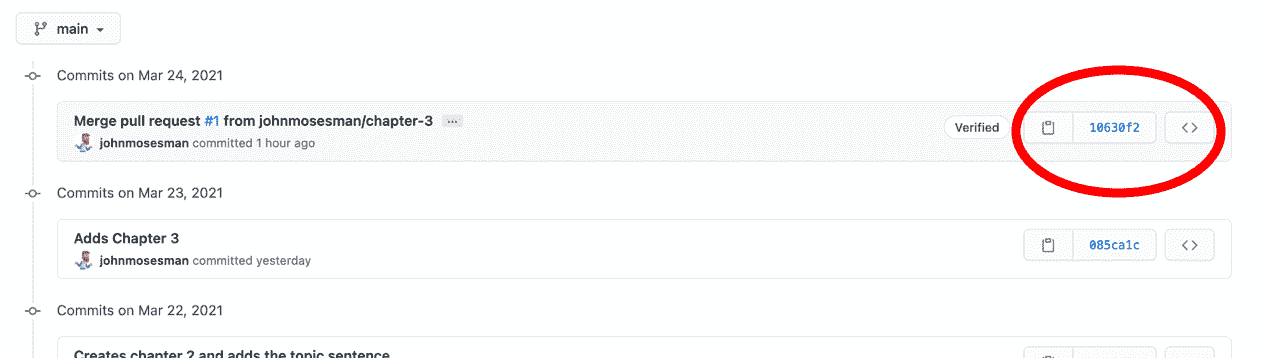 main
Commits on Mar 24, 2021
Merge pull request #1 from johnmosesman/chapter-3 ...
Verified
10630f2
johnmosesman committed 1 hour ago
Commits on Mar 23, 2021
Adds Chapter 3
085ca1c
johnmosesman committed yesterday
Commits on Mar 22, 2021
Creates chapter 2 and adds the topic sentence